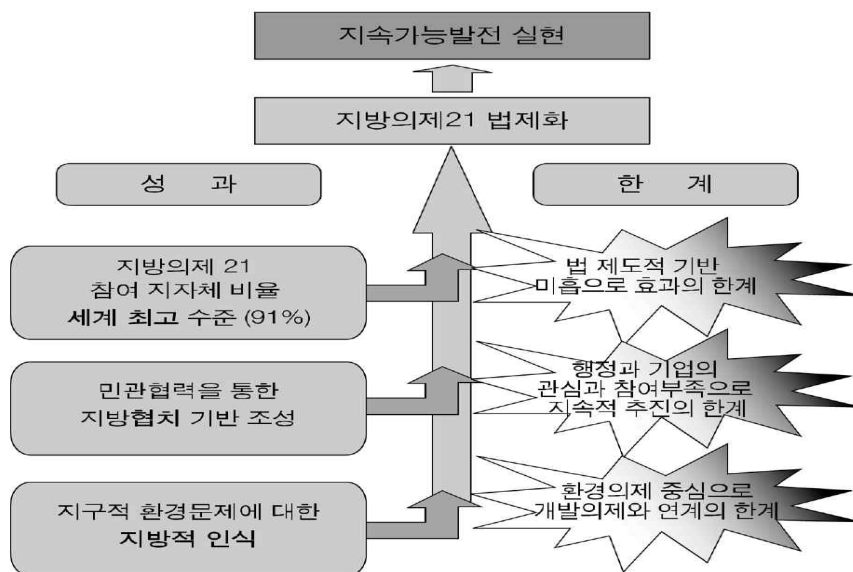 지속가능발전 실현
지방의제21 법제화
성 과
한 계
지방의제 21
참여 지자체 비율
세계 최고 수준 (91%)
법 제도적 기반
미흡으로 효과의 한계
민관협력을 통한
지방협치 기반 조성
행정과 기업의
관심과 참여부족으로
지속적 추진의 한계
지구적 환경문제에 대한
지방적 인식
환경의제 중심으로
개발의제와 연계의 한계